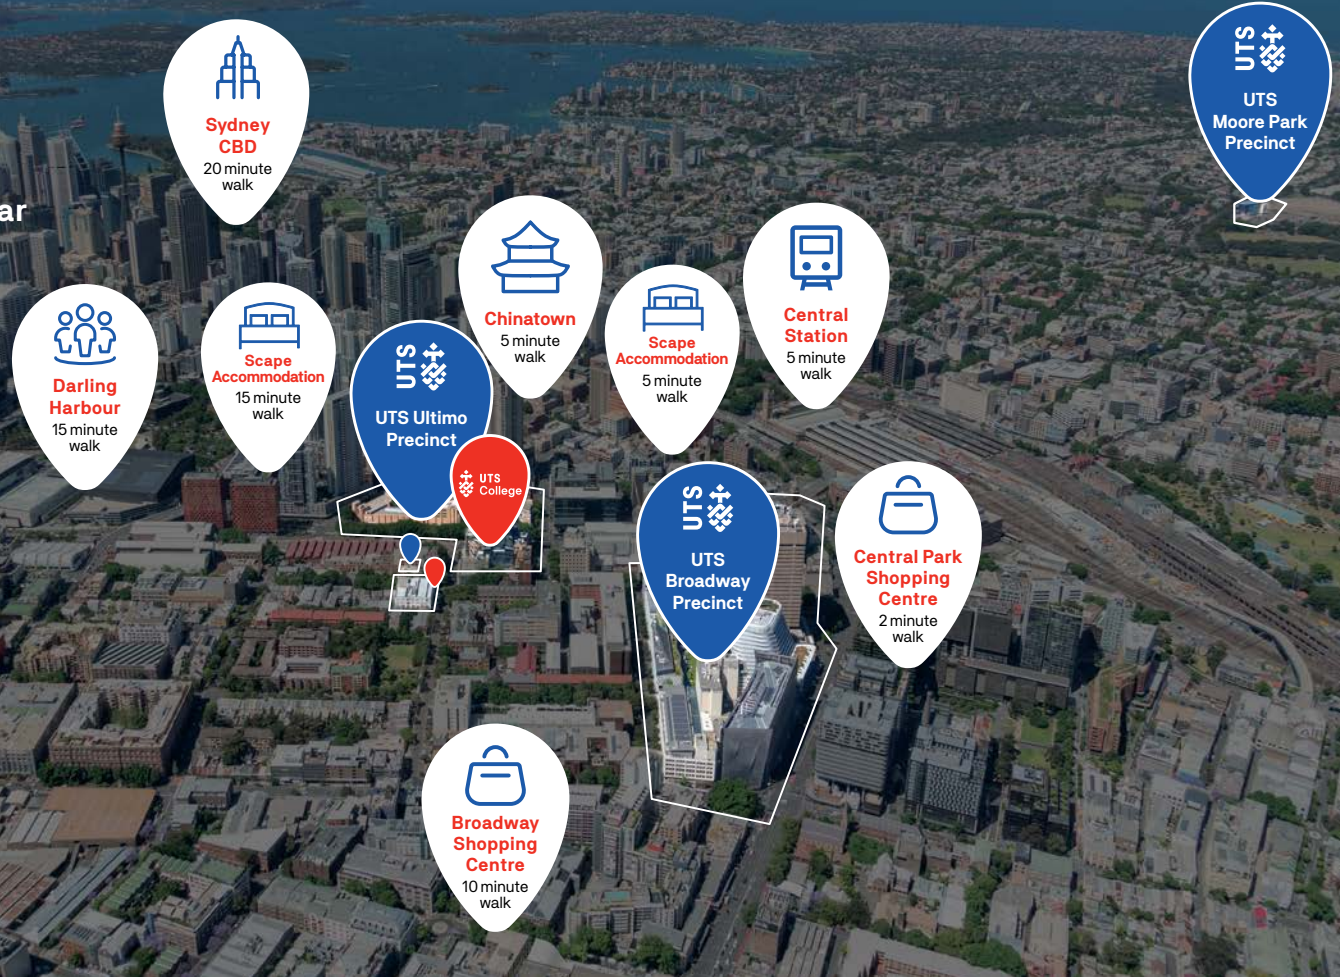 UTS
UTS
Moore Park
Precinct
Sydney
CBD
20 minute
walk
ar
Chinatown
5 minute
walk
Central
Station
5 minute
walk
Scape
Accommodation
5 minute
walk
Darling
Harbour
15 minute
walk
Scape
Accommodation
15 minute
walk
UTS
UTS Ultimo
Precinct
UTS
College
UTS
UTS
Broadway
Precinct
Central Park
Shopping
Centre
2 minute
walk
Broadway
Shopping
Centre
10 minute
walk